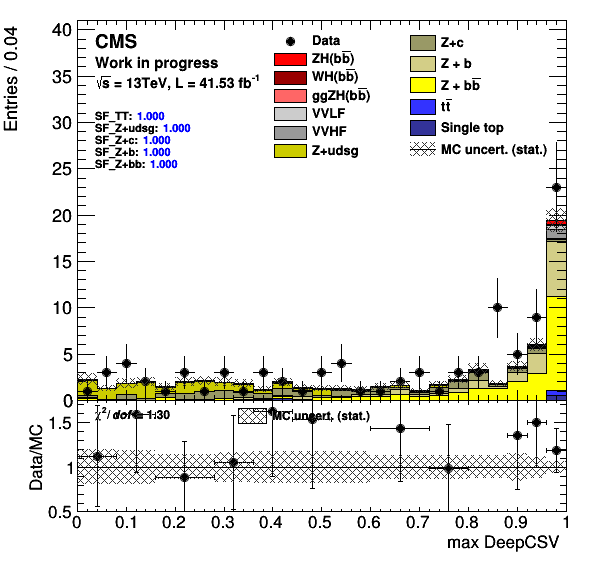 CMS
Work in progress
√s = 13TeV, L = 41.53 fb⁻¹
SF_TT: 1.000
SF_Z+udsg: 1.000
SF_Z+c: 1.000
SF_Z+b: 1.000
SF_Z+bb: 1.000
Data
ZH(bb̅)
WH(bb̅)
ggZH(bb̅)
VVLF
VVHF
Z+udsg
Z+c
Z + b
Z + bb̅
tt̅
Single top
MC uncert. (stat.)
Entries / 0.04
40
35
30
25
20
15
10
5
0
χ²/dof = 1.30
MC uncert. (stat.)
Data/MC
1.5
1
0.5
0 0.1 0.2 0.3 0.4 0.5 0.6 0.7 0.8 0.9 1
max DeepCSV